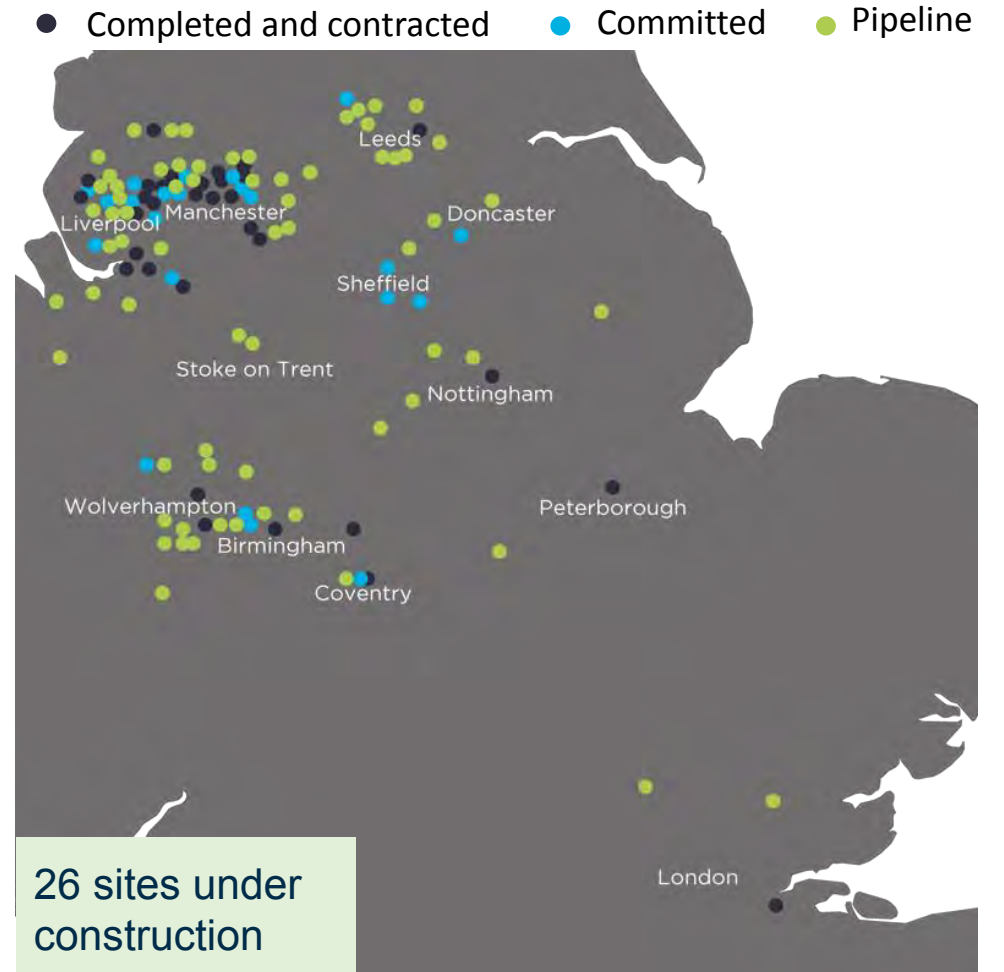 Completed and contracted
Committed
Pipeline
Leeds
Liverpool
Manchester
Doncaster
Sheffield
Stoke on Trent
Nottingham
Wolverhampton
Peterborough
Birmingham
Coventry
London
26 sites under
construction